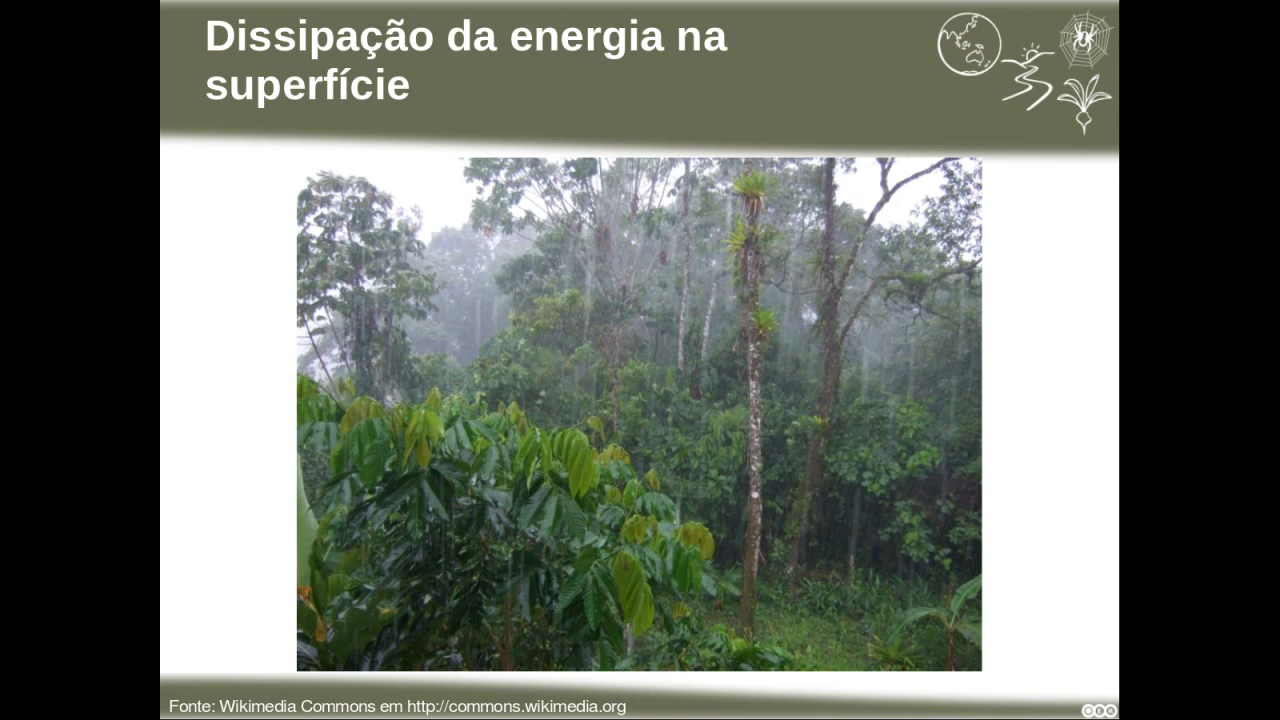 Dissipação da energia na
superfície
Fonte: Wikimedia Commons em http://commons.wikimedia.org